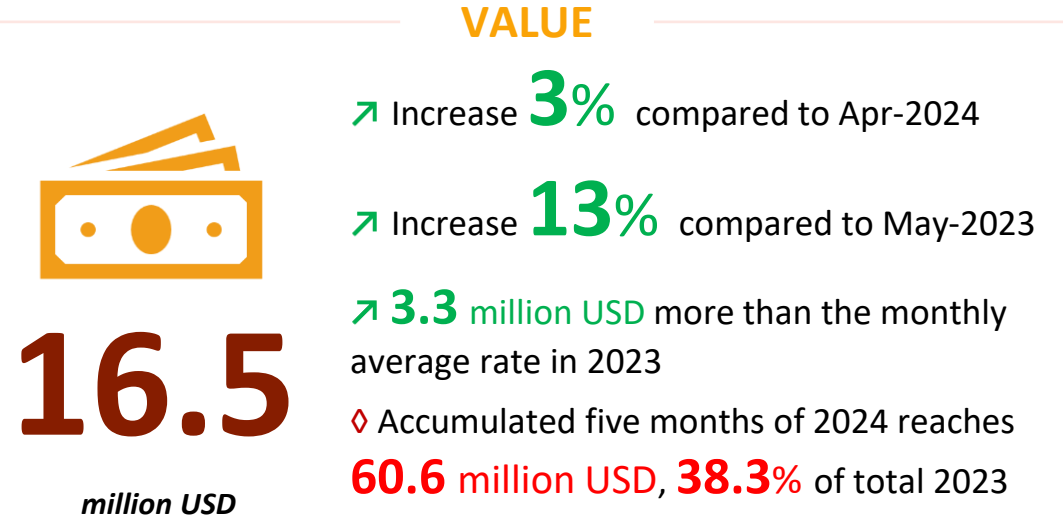 VALUE
↗ Increase 3% compared to Apr-2024
↗ Increase 13% compared to May-2023
↗ 3.3 million USD more than the monthly
average rate in 2023
16.5
◊ Accumulated five months of 2024 reaches
60.6 million USD, 38.3% of total 2023
million USD